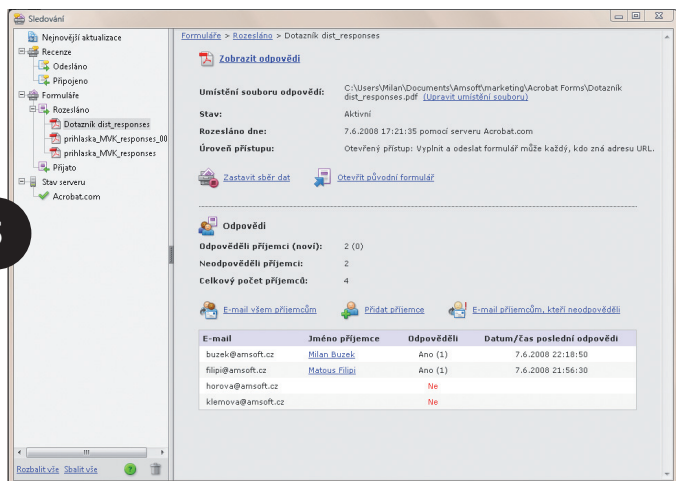 Sledování
Nejnovější aktualizace
Recenze
Odesláno
Připojeno
Formuláře
Rozesláno
Dotazník dist_responses
prihlaska_MVK_responses_00
prihlaska_MVK_responses
Přijato
Stav serveru
Acrobat.com
Rozbalit vše Sbalit vše
Formuláře > Rozesláno > Dotazník dist_responses
Zobrazit odpovědi
Umístění souboru odpovědí: C:\Users\Milan\Documents\Amsoft\marketing\Acrobat Forms\Dotazník
dist_responses.pdf (Upravit umístění souboru)
Stav: Aktivní
Rozesláno dne: 7.6.2008 17:21:35 pomocí serveru Acrobat.com
Úroveň přístupu: Otevřený přístup: Vyplnit a odeslat formulář může každý, kdo zná adresu URL.
Zastavit sběr dat Otevřít původní formulář
Odpovědi
Odpověděli příjemci (noví): 2 (0)
Neodpověděli příjemci: 2
Celkový počet příjemců: 4
E-mail všem příjemcům Přidat příjemce E-mail příjemcům, kteří neodpověděli
E-mail Jméno příjemce Odpověděli Datum/čas poslední odpovědi
buzek@amsoft.cz Milan Buzek Ano (1) 7.6.2008 22:18:50
filipi@amsoft.cz Matous Filipi Ano (1) 7.6.2008 21:56:30
horova@amsoft.cz Ne
klemova@amsoft.cz Ne